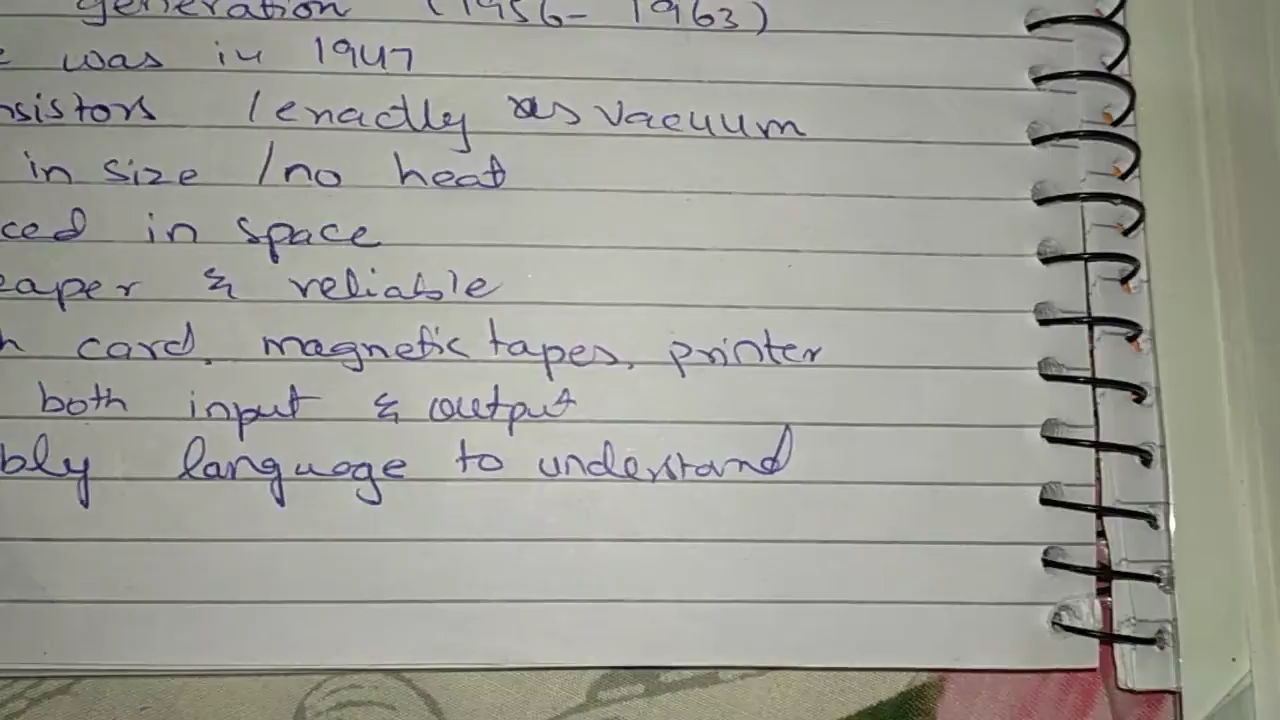 generation (1956- 1963)
e was in 1947
nsistors /enadly as vacuum
in size /no heat
ced in space
eaper & reliable
h card, magnetic tapes, printer
both input & output
bly language to understand